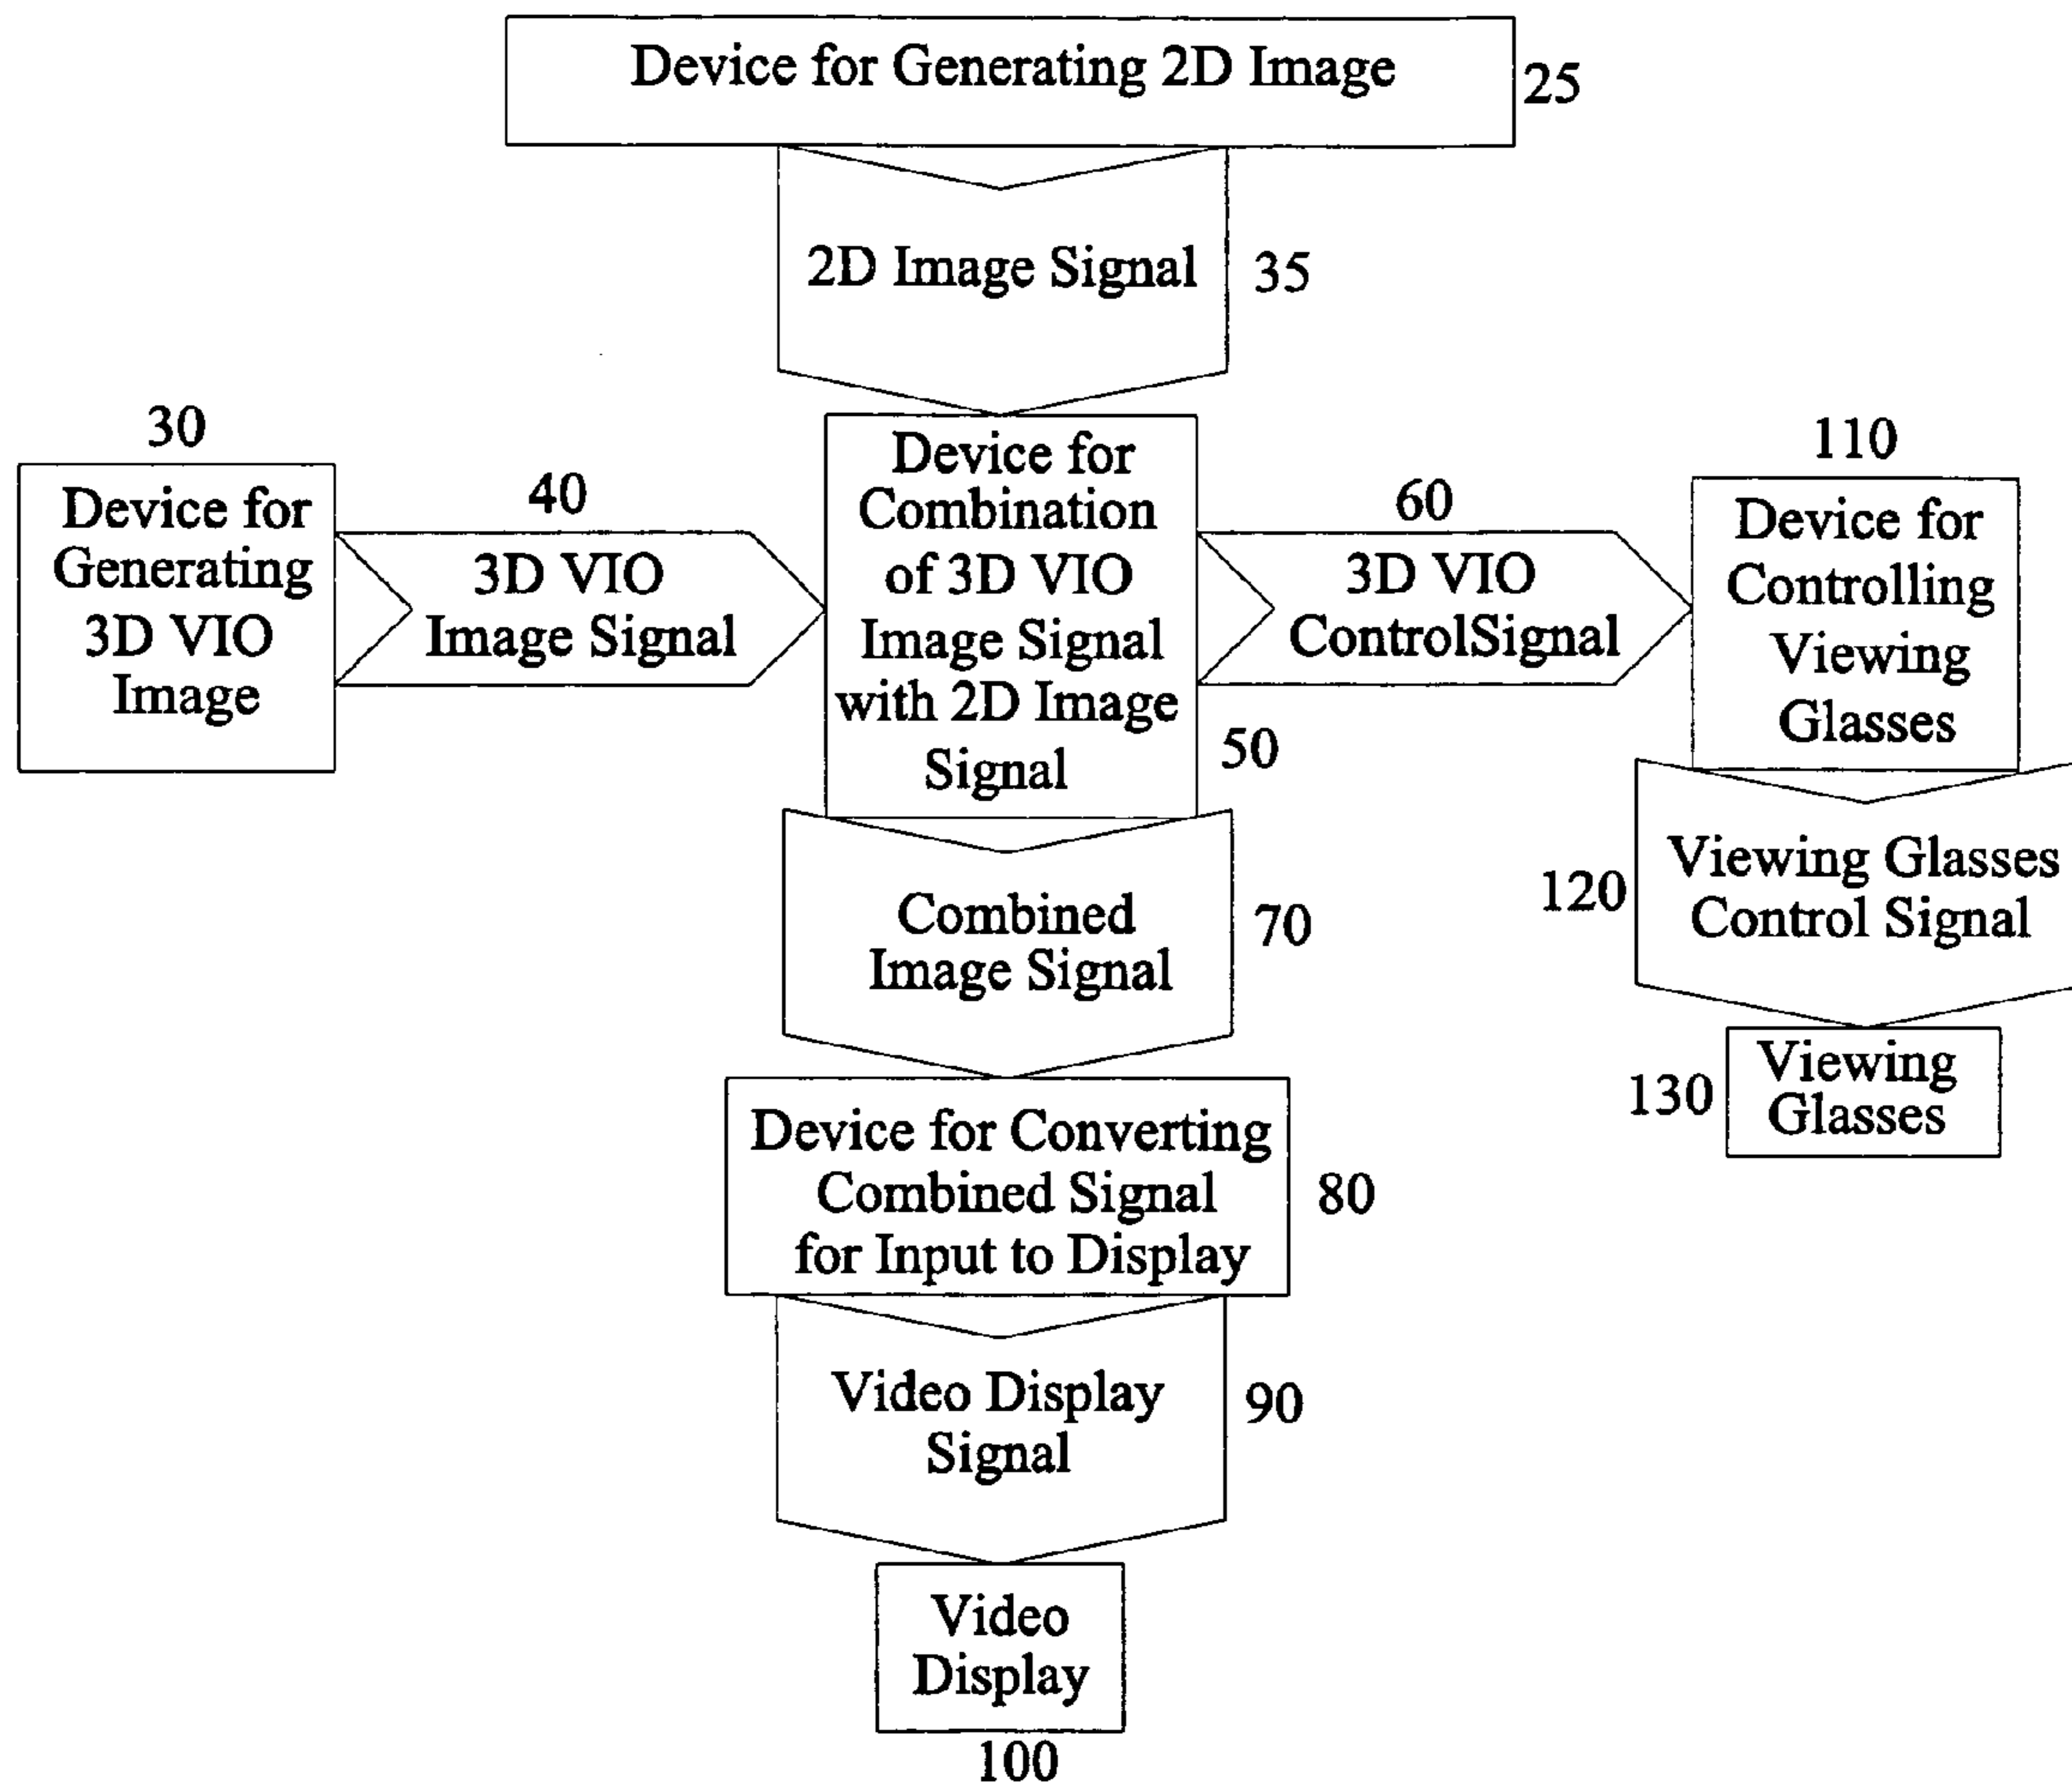 Device for Generating 2D Image
25
2D Image Signal
35
30
Device for
Generating
3D VIO
Image
40
3D VIO
Image Signal
Device for
Combination
of 3D VIO
Image Signal
with 2D Image
Signal
50
60
3D VIO
ControlSignal
110
Device for
Controlling
Viewing
Glasses
Combined
Image Signal
70
120
Viewing Glasses
Control Signal
130
Viewing
Glasses
Device for Converting
Combined Signal
for Input to Display
80
Video Display
Signal
90
Video
Display
100